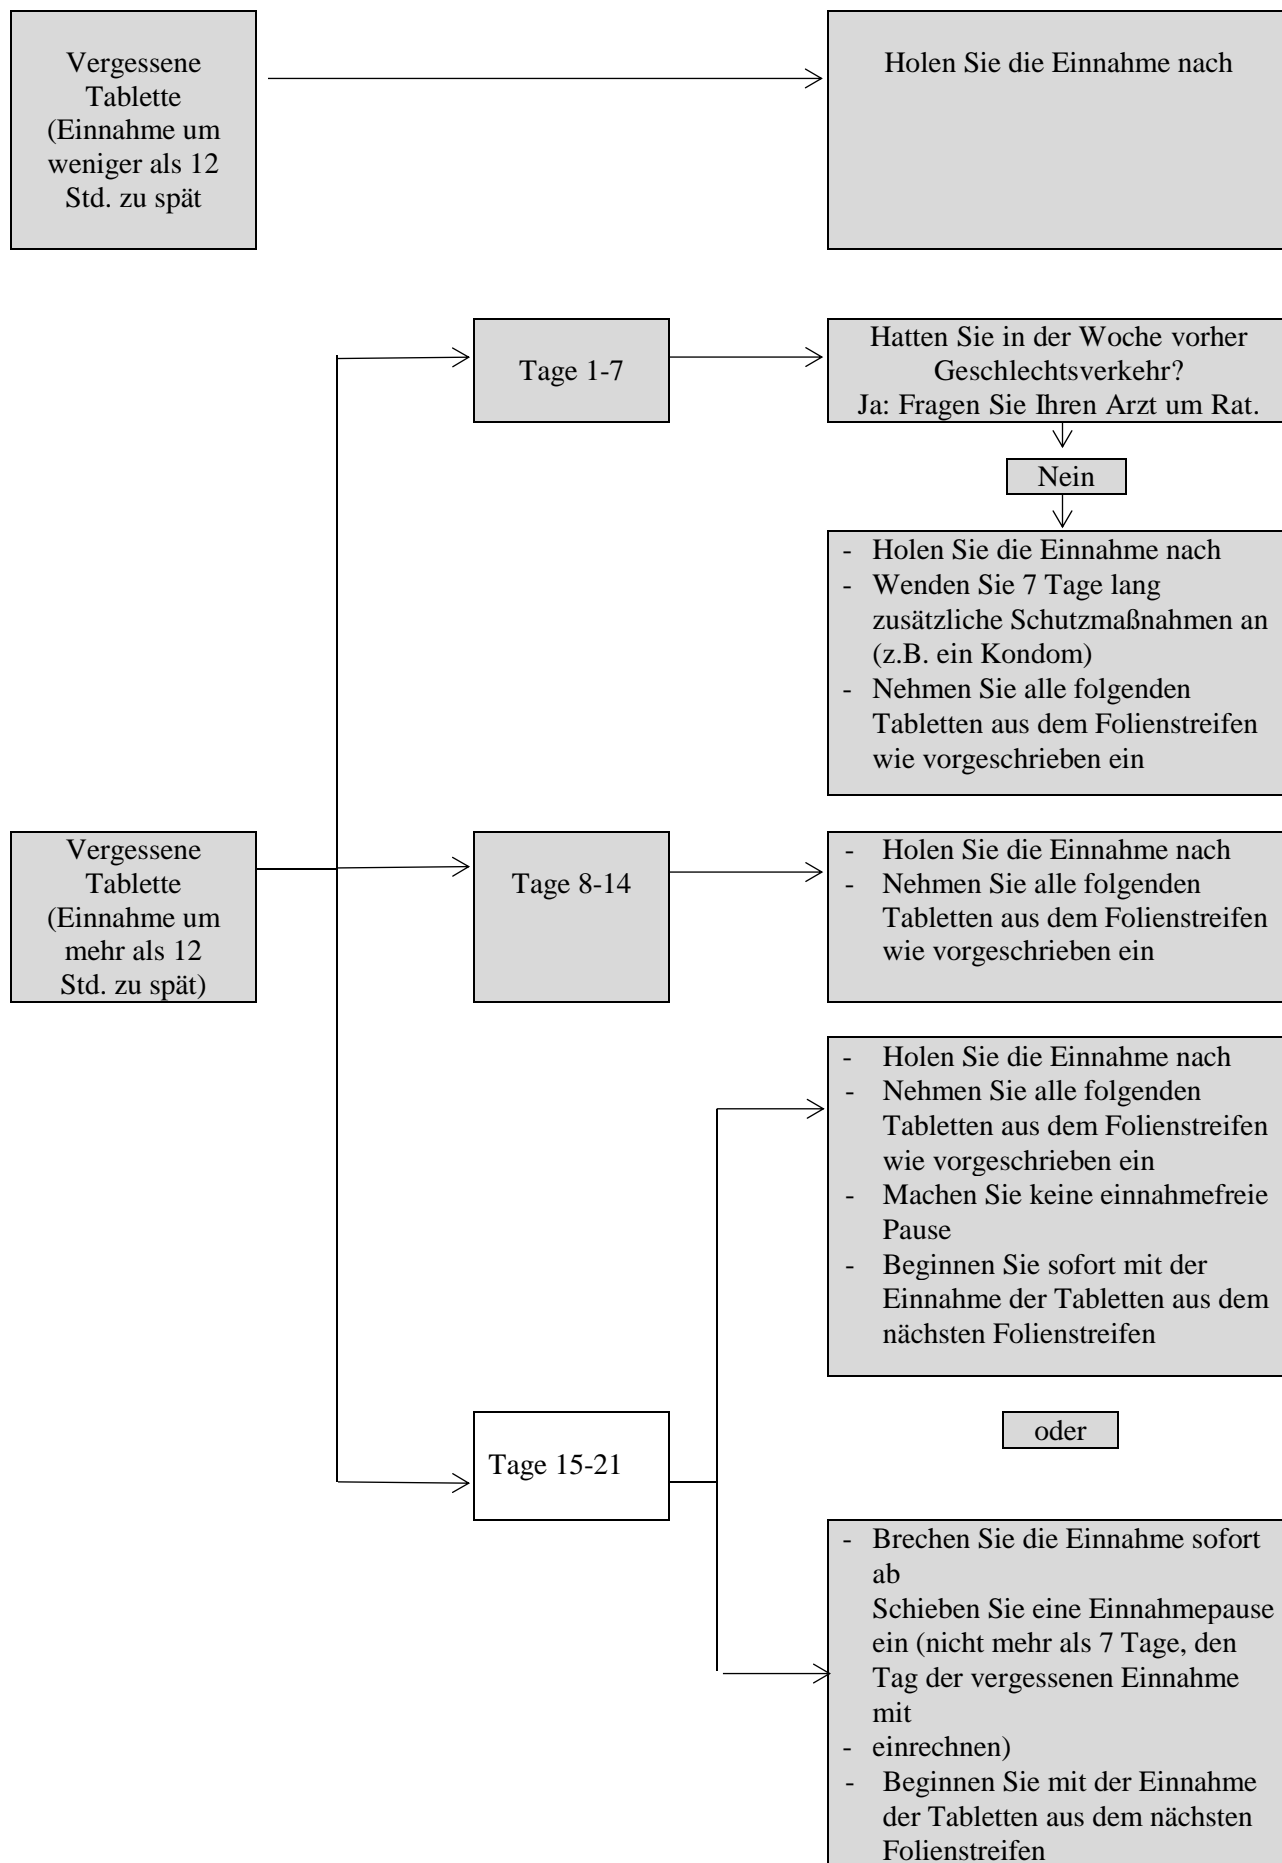 Vergessene
Tablette
(Einnahme um
weniger als 12
Std. zu spät
Holen Sie die Einnahme nach
Tage 1-7
Hatten Sie in der Woche vorher
Geschlechtsverkehr?
Ja: Fragen Sie Ihren Arzt um Rat.
Nein
- Holen Sie die Einnahme nach
- Wenden Sie 7 Tage lang
zusätzliche Schutzmaßnahmen an
(z.B. ein Kondom)
- Nehmen Sie alle folgenden
Tabletten aus dem Folienstreifen
wie vorgeschrieben ein
Vergessene
Tablette
(Einnahme um
mehr als 12
Std. zu spät)
Tage 8-14
- Holen Sie die Einnahme nach
- Nehmen Sie alle folgenden
Tabletten aus dem Folienstreifen
wie vorgeschrieben ein
- Holen Sie die Einnahme nach
- Nehmen Sie alle folgenden
Tabletten aus dem Folienstreifen
wie vorgeschrieben ein
- Machen Sie keine einnahmefreie
Pause
- Beginnen Sie sofort mit der
Einnahme der Tabletten aus dem
nächsten Folienstreifen
Tage 15-21
oder
- Brechen Sie die Einnahme sofort
ab
Schieben Sie eine Einnahmepause
ein (nicht mehr als 7 Tage, den
Tag der vergessenen Einnahme
mit
- einrechnen)
- Beginnen Sie mit der Einnahme
der Tabletten aus dem nächsten
Folienstreifen